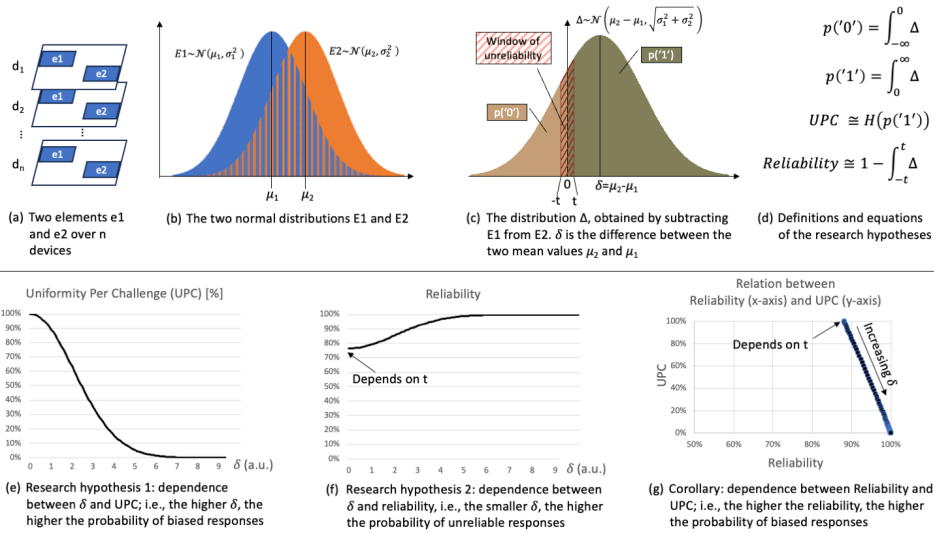 d1
e1
e2
d2
e1
e2
⋮
⋮
dn
e1
e2
(a) Two elements e1
and e2 over n
devices
E1~𝒩(μ₁,σ₁²)
E2~𝒩(μ₂,σ₂²)
μ₁
μ₂
(b) The two normal distributions E1 and E2
Δ~𝒩(μ₂ − μ₁, √(σ₁² + σ₂²))
Window of
unreliability
p('1')
p('0')
0
δ=μ₂-μ₁
-t
t
(c) The distribution Δ, obtained by subtracting
E1 from E2. δ is the difference between the
two mean values μ₂ and μ₁
p('0') = ∫_{-∞}^{0} Δ
p('1') = ∫_{0}^{∞} Δ
UPC ≅ H(p('1'))
Reliability ≅ 1 − ∫_{-t}^{t} Δ
(d) Definitions and equations
of the research hypotheses
Uniformity Per Challenge (UPC) [%]
100%
90%
80%
70%
60%
50%
40%
30%
20%
10%
0%
0 1 2 3 4 5 6 7 8 9 δ (a.u.)
(e) Research hypothesis 1: dependence
between δ and UPC; i.e., the higher δ, the
higher the probability of biased responses
Reliability
100%
90%
80%
70%
60%
50%
40%
30%
20%
10%
0%
Depends on t
0 1 2 3 4 5 6 7 8 9 δ (a.u.)
(f) Research hypothesis 2: dependence between
δ and reliability, i.e., the smaller δ, the higher
the probability of unreliable responses
Relation between
Reliability (x-axis) and UPC (y-axis)
UPC
100%
80%
60%
40%
20%
0%
Depends on t
Increasing δ
50% 60% 70% 80% 90% 100%
Reliability
(g) Corollary: dependence between Reliability and
UPC; i.e., the higher the reliability, the higher
the probability of biased responses